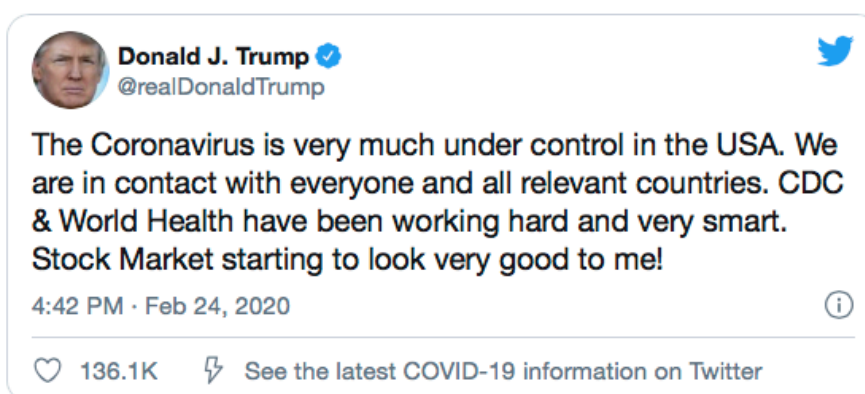 Donald J. Trump
@realDonaldTrump
The Coronavirus is very much under control in the USA. We
are in contact with everyone and all relevant countries. CDC
& World Health have been working hard and very smart.
Stock Market starting to look very good to me!
4:42 PM · Feb 24, 2020
136.1K See the latest COVID-19 information on Twitter